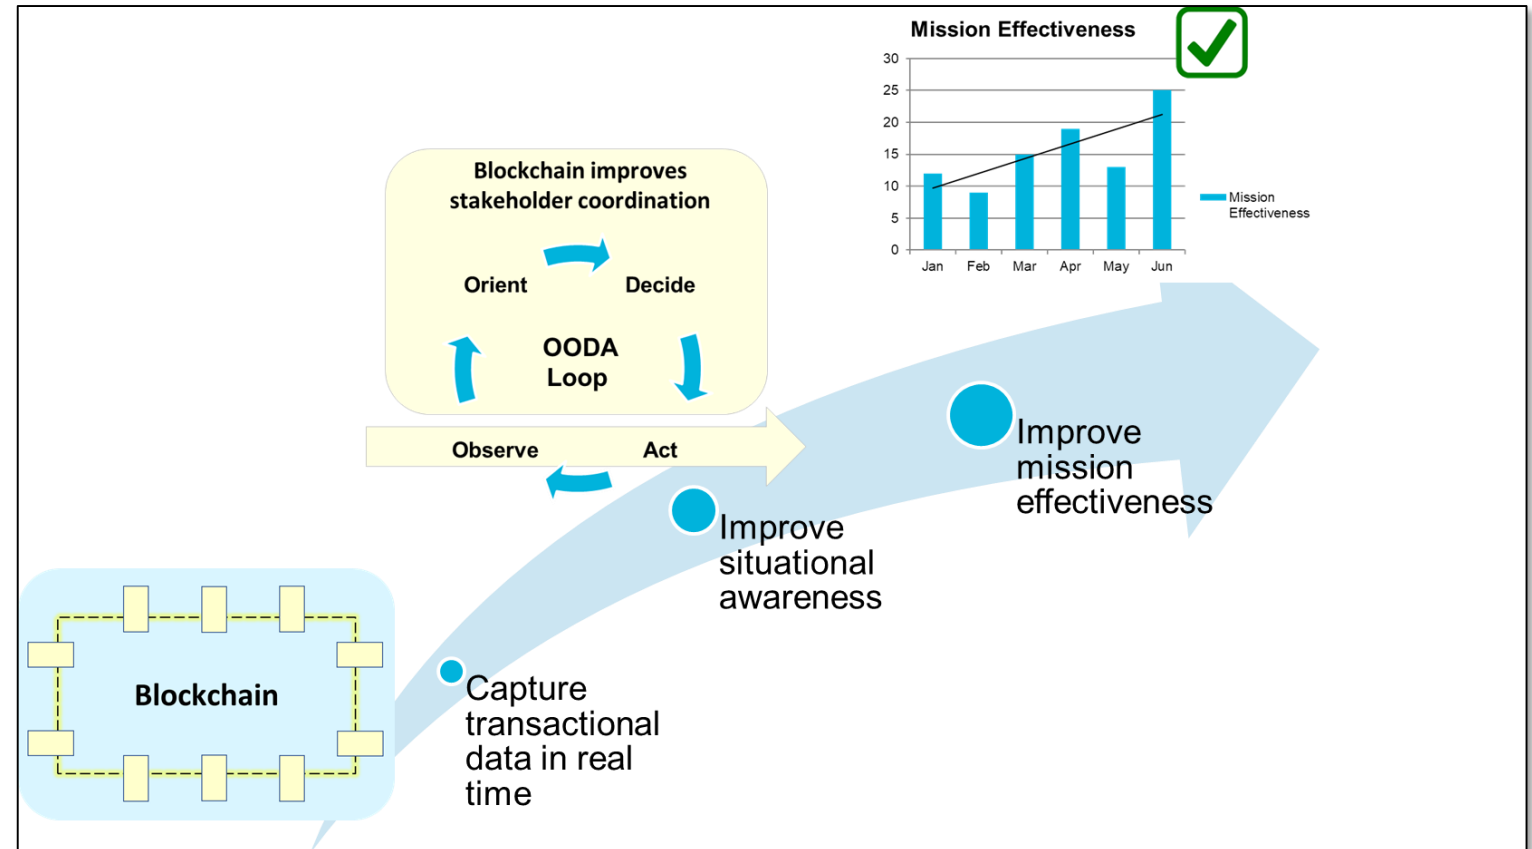 Mission Effectiveness
30
25
20
15
10
5
0
Jan Feb Mar Apr May Jun
Mission
Effectiveness
Blockchain improves
stakeholder coordination
Orient
Decide
OODA
Loop
Observe
Act
Improve
mission
effectiveness
Improve
situational
awareness
Blockchain
Capture
transactional
data in real
time